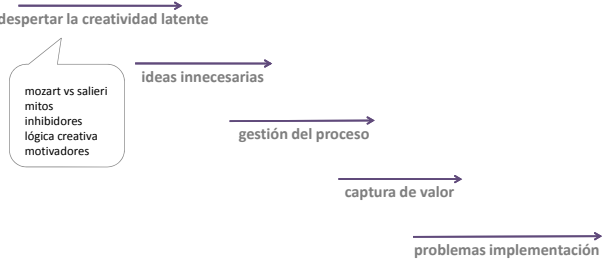 despertar la creatividad latente
ideas innecesarias
mozart vs salieri
mitos
inhibidores
lógica creativa
motivadores
gestión del proceso
captura de valor
problemas implementación